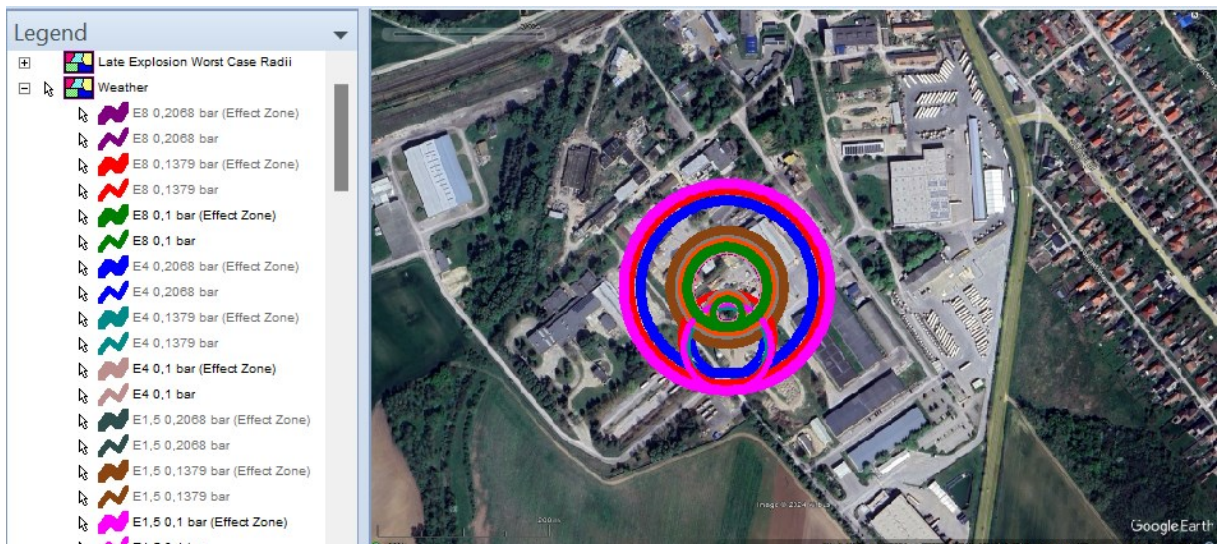 Legend
Late Explosion Worst Case Radii
Weather
E8 0,2068 bar (Effect Zone)
E8 0,2068 bar
E8 0,1379 bar (Effect Zone)
E8 0,1379 bar
E8 0,1 bar (Effect Zone)
E8 0,1 bar
E4 0,2068 bar (Effect Zone)
E4 0,2068 bar
E4 0,1379 bar (Effect Zone)
E4 0,1379 bar
E4 0,1 bar (Effect Zone)
E4 0,1 bar
E1,5 0,2068 bar (Effect Zone)
E1,5 0,2068 bar
E1,5 0,1379 bar (Effect Zone)
E1,5 0,1379 bar
E1,5 0,1 bar (Effect Zone)
Image © 2024
200 m
Google Earth